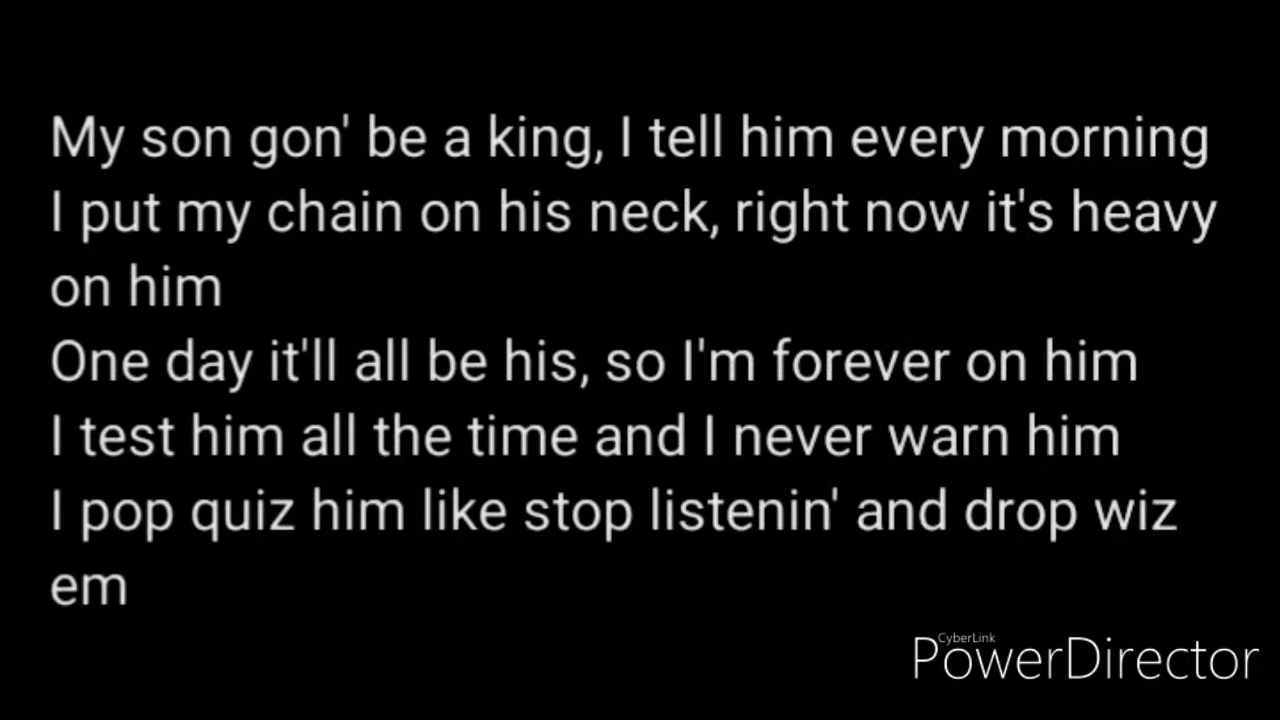 My son gon' be a king, I tell him every morning
I put my chain on his neck, right now it's heavy
on him
One day it'll all be his, so I'm forever on him
I test him all the time and I never warn him
I pop quiz him like stop listenin' and drop wiz
em
CyberLink
PowerDirector